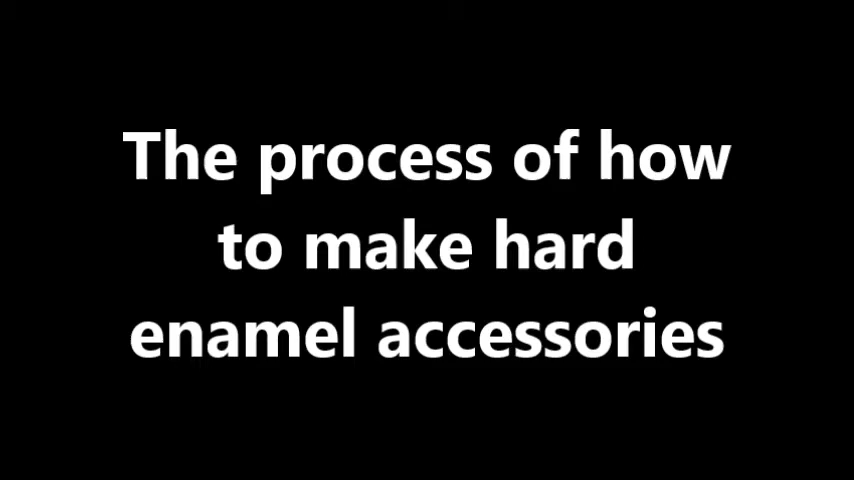 The process of how
to make hard
enamel accessories